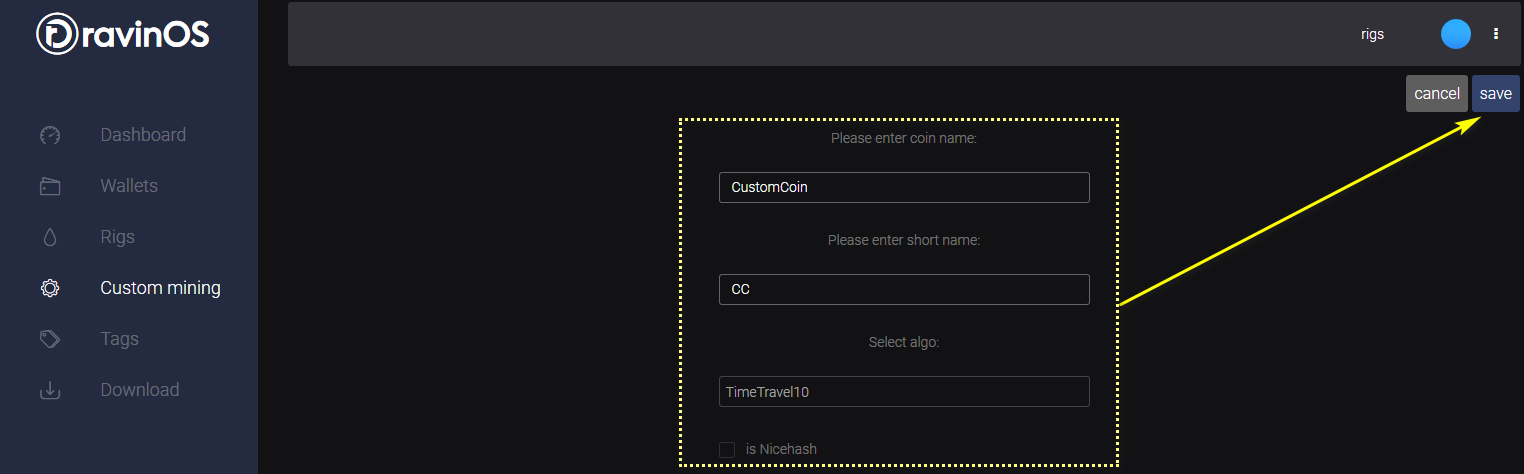 DravinOS
rigs
cancel save
Dashboard
Wallets
Rigs
Custom mining
Tags
Download
Please enter coin name:
CustomCoin
Please enter short name:
CC
Select algo:
TimeTravel10
is Nicehash